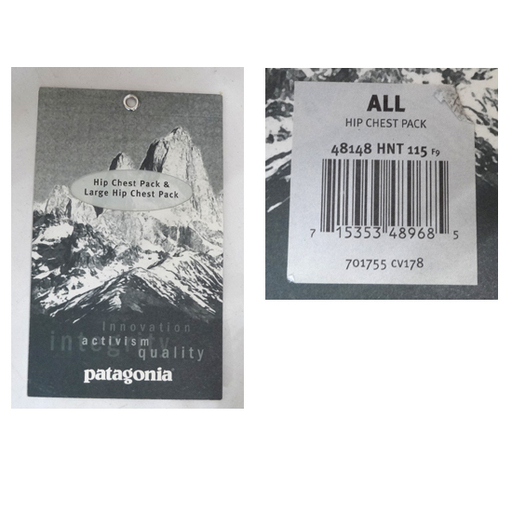 Hip Chest Pack &
Large Hip Chest Pack
Innovation
integrity
activism
quality
patagonia
ALL
HIP CHEST PACK
48148 HNT 115 F9
7 15353 48968 5
701755 CV178